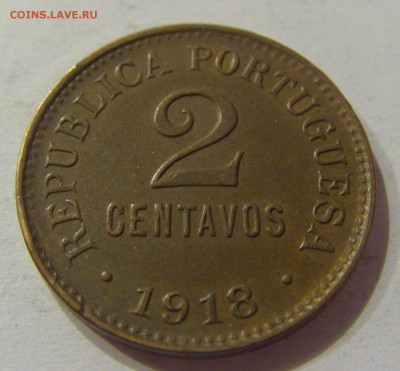 COINS.LAVE.RU
REPUBLICA PORTUGUESA
2
CENTAVOS
· 1918 ·